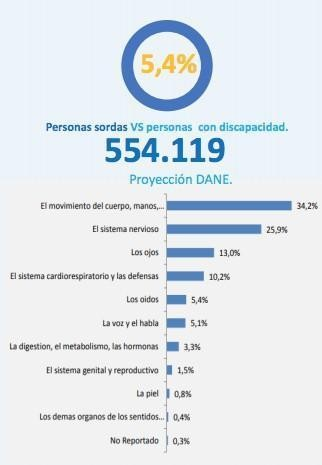 5,4%
Personas sordas VS personas con discapacidad.
554.119
Proyección DANE.
El movimiento del cuerpo, manos,... 34,2%
El sistema nervioso 25,9%
Los ojos 13,0%
El sistema cardiorespiratorio y las defensas 10,2%
Los oidos 5,4%
La voz y el habla 5,1%
La digestion, el metabolismo, las hormonas 3,3%
El sistema genital y reproductivo 1,5%
La piel 0,8%
Los demas organos de los sentidos... 0,4%
No Reportado 0,3%